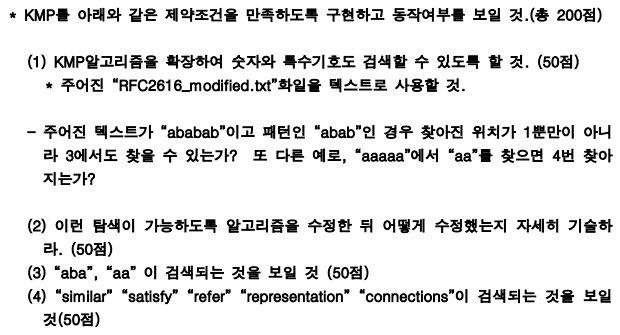 * KMP를 아래와 같은 제약조건을 만족하도록 구현하고 동작여부를 보일 것.(총 200점)
(1) KMP알고리즘을 확장하여 숫자와 특수기호도 검색할 수 있도록 할 것. (50점)
* 주어진 “RFC2616_modified.txt”화일을 텍스트로 사용할 것.
- 주어진 텍스트가 “ababab”이고 패턴인 “abab”인 경우 찾아진 위치가 1뿐만이 아니
라 3에서도 찾을 수 있는가? 또 다른 예로, “aaaaa”에서 “aa”를 찾으면 4번 찾아
지는가?
(2) 이런 탐색이 가능하도록 알고리즘을 수정한 뒤 어떻게 수정했는지 자세히 기술하
라. (50점)
(3) “aba”, “aa” 이 검색되는 것을 보일 것 (50점)
(4) “similar” “satisfy” “refer” “representation” “connections”이 검색되는 것을 보일
것(50점)